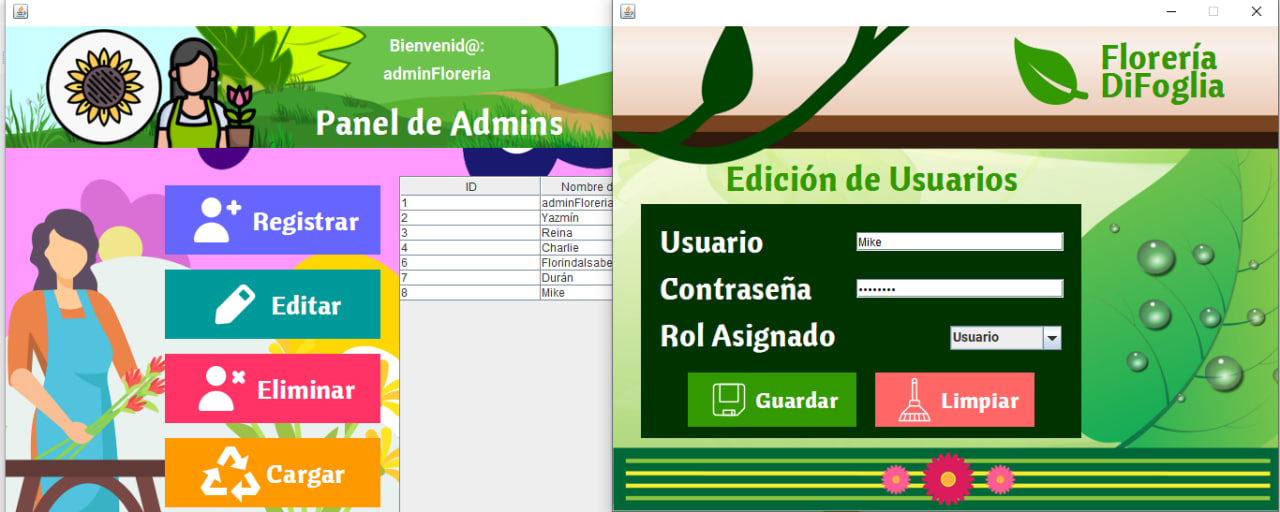 Bienvenid@:
adminFloreria
Panel de Admins
Registrar
Editar
Eliminar
Cargar
ID Nombre d
1 adminFloreria
2 Yazmín
3 Reina
4 Charlie
6 FlorindaIsabe
7 Durán
8 Mike
Florería
DiFoglia
Edición de Usuarios
Usuario Mike
Contraseña ••••••••
Rol Asignado Usuario
Guardar Limpiar